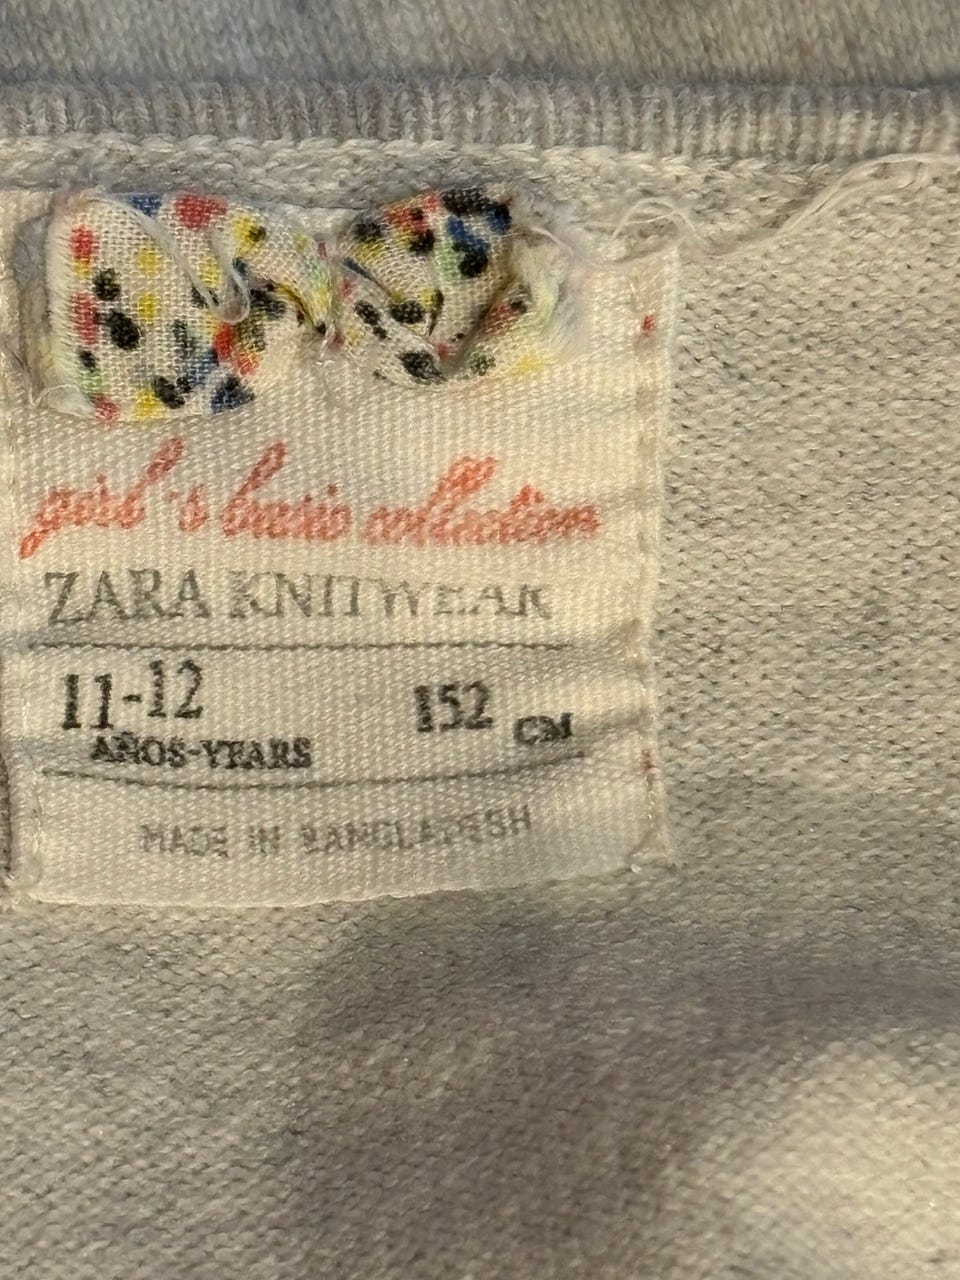 girl's basic collection
ZARA KNITWEAR
11-12 152 CM
AÑOS-YEARS
MADE IN BANGLADESH